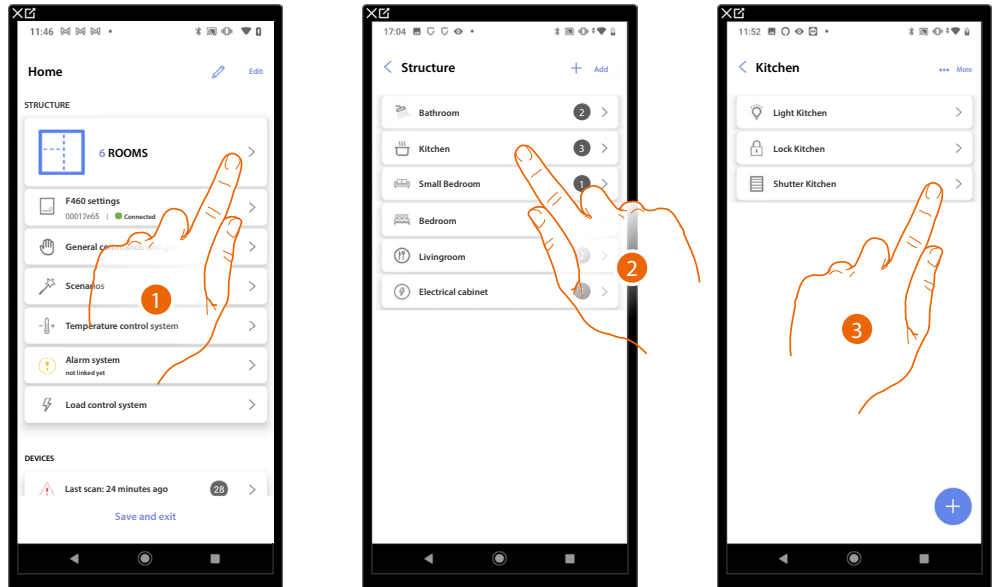 11:46
Home
Edit
STRUCTURE
6 ROOMS
F460 settings
00012e65 | Connected
General commands
Scenarios
1
Temperature control system
Alarm system
not linked yet
Load control system
DEVICES
Last scan: 24 minutes ago 28
Save and exit
17:04
Structure
Add
Bathroom 2
Kitchen 3
Small Bedroom 1
Bedroom
Livingroom 2
2
Electrical cabinet
11:52
Kitchen
More
Light Kitchen
Lock Kitchen
Shutter Kitchen
3